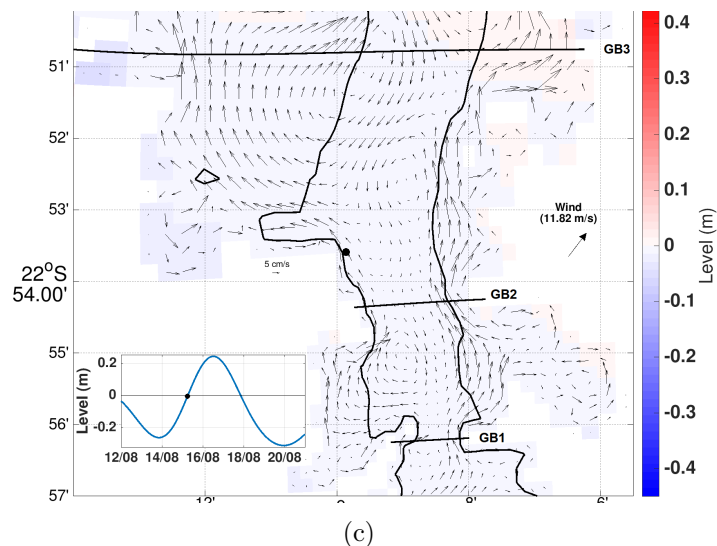 0.4
GB3
51'
0.3
52'
0.2
0.1
53'
Wind
(11.82 m/s)
0
5 cm/s
22°S
54.00'
GB2
-0.1
Level (m)
55'
-0.2
0.2
0
-0.2
Level (m)
56'
-0.3
GB1
12/08 14/08 16/08 18/08 20/08
-0.4
57'
12' 8' 6'
(c)